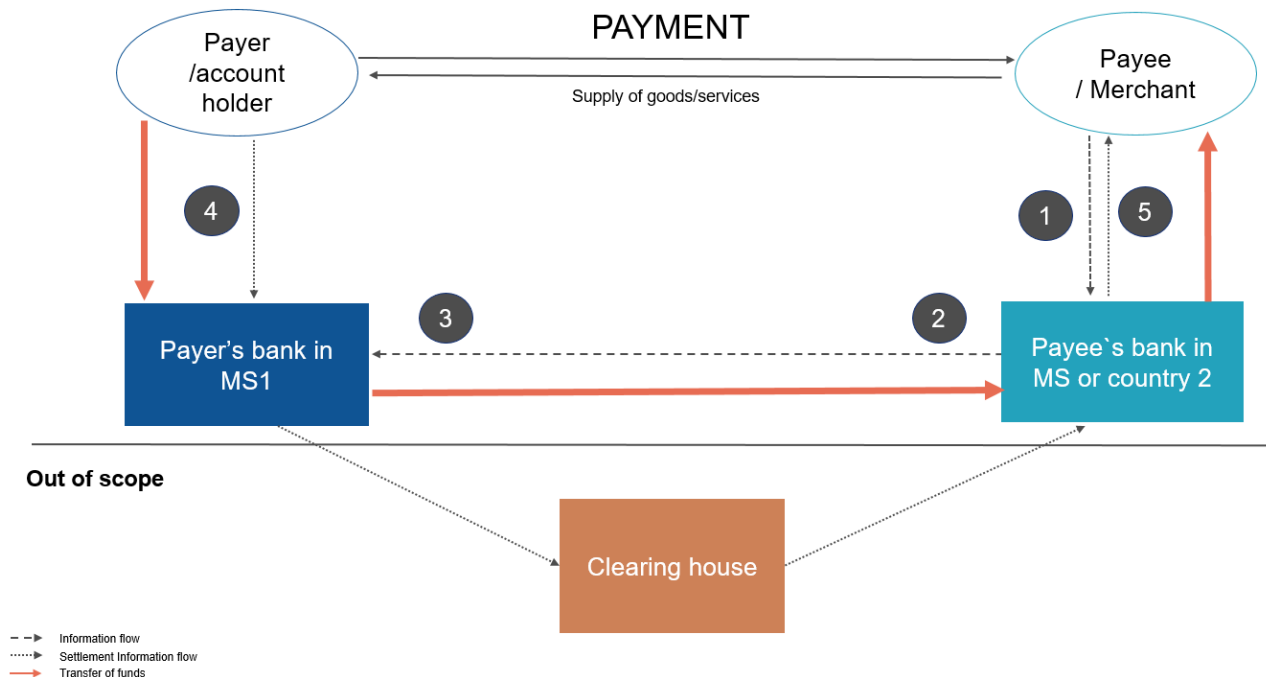 PAYMENT
Payer
/account
holder
Payee
/ Merchant
Supply of goods/services
4
1
5
3
2
Payer’s bank in
MS1
Payee`s bank in
MS or country 2
Out of scope
Clearing house
Information flow
Settlement Information flow
Transfer of funds